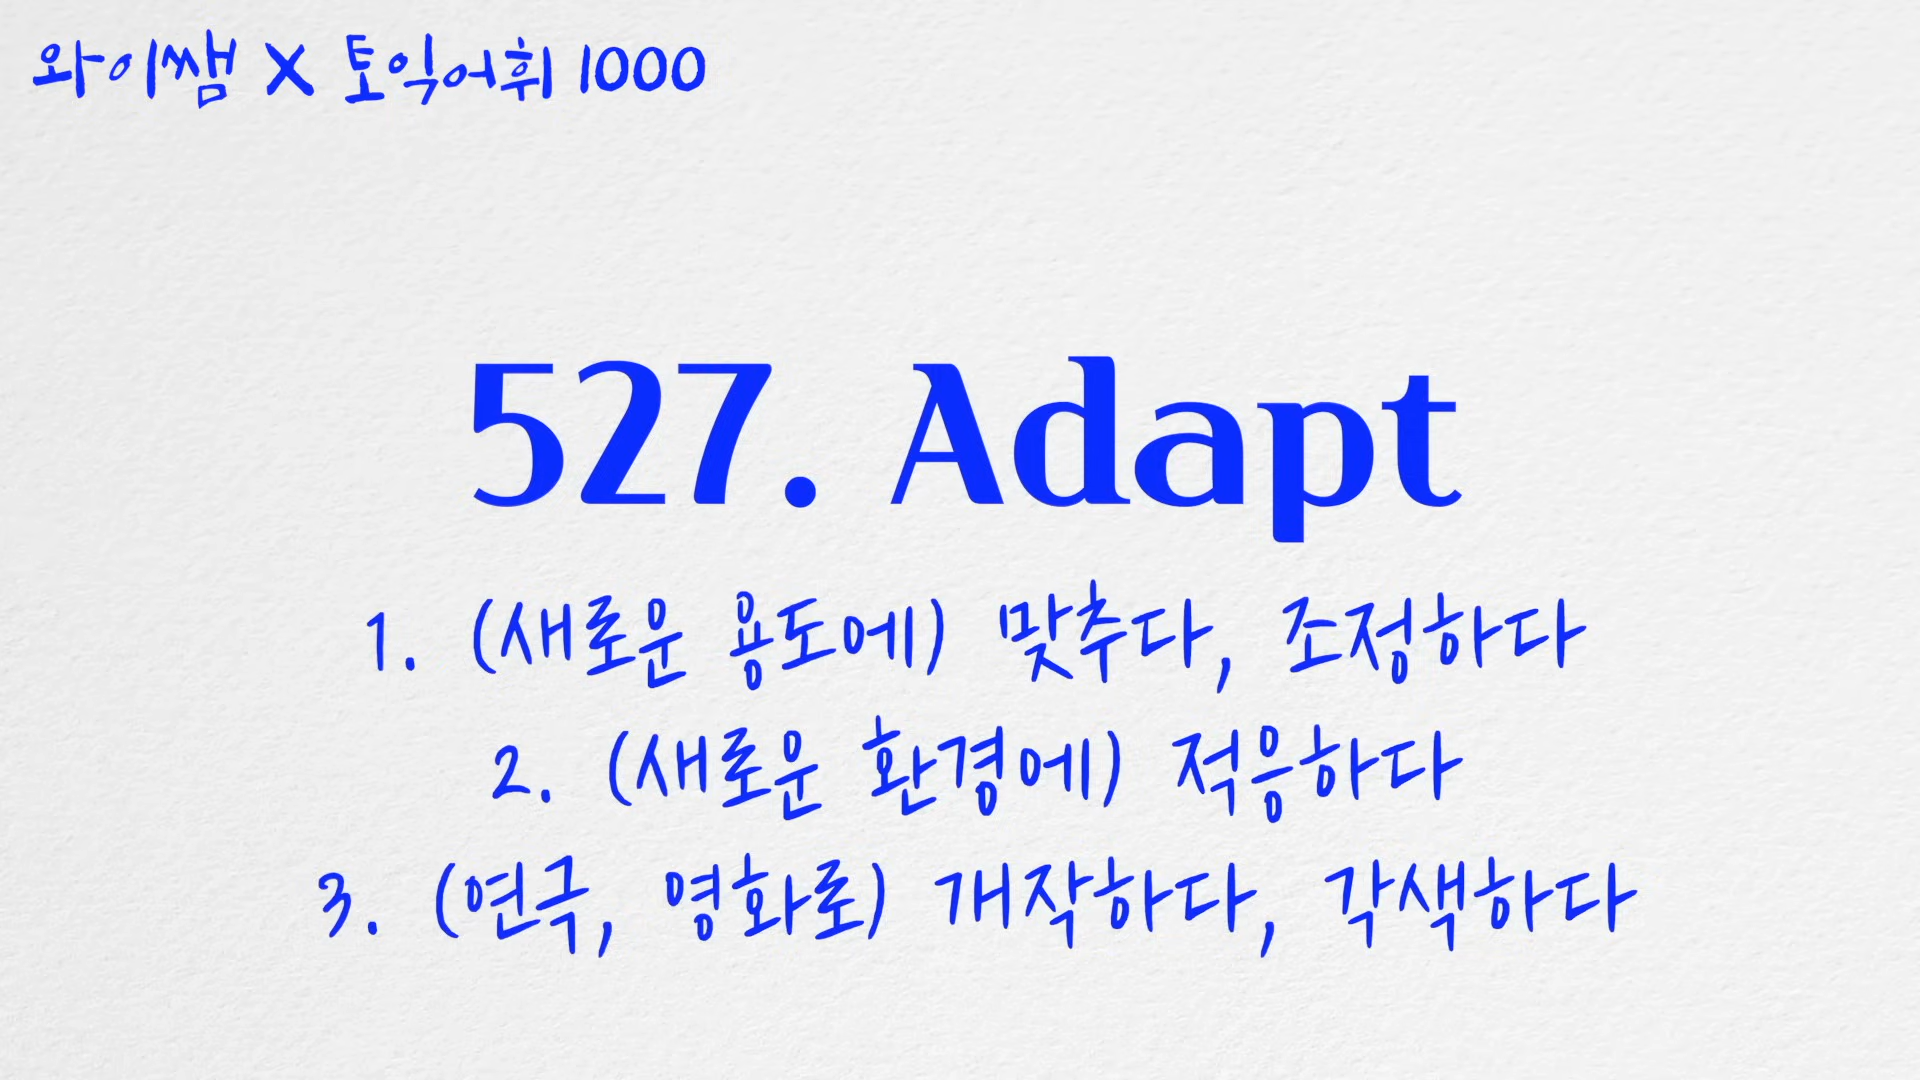 와이쌤 X 토익어휘 1000
527. Adapt
1. (새로운 용도에) 맞추다, 조정하다
2. (새로운 환경에) 적응하다
3. (연극, 영화로) 개작하다, 각색하다